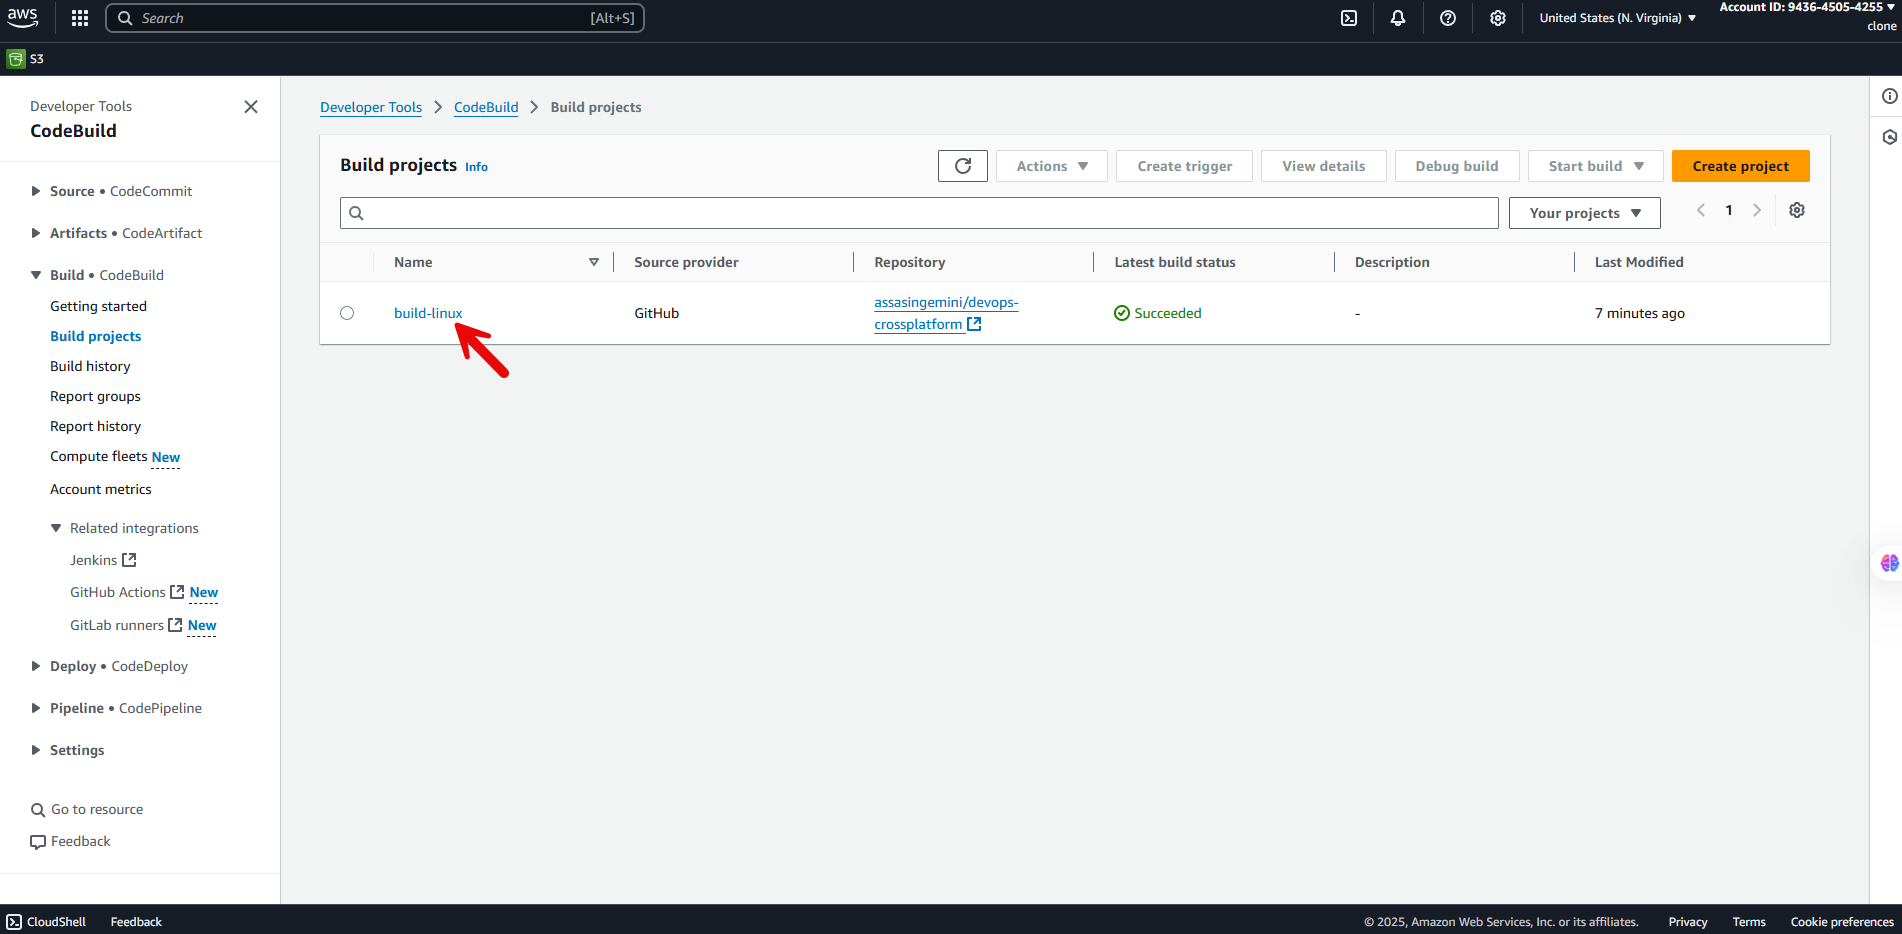 aws
Search
[Alt+S]
United States (N. Virginia)
Account ID: 9436-4505-4255
clone
S3
Developer Tools
CodeBuild
Source • CodeCommit
Artifacts • CodeArtifact
Build • CodeBuild
Getting started
Build projects
Build history
Report groups
Report history
Compute fleets New
Account metrics
Related integrations
Jenkins
GitHub Actions New
GitLab runners New
Deploy • CodeDeploy
Pipeline • CodePipeline
Settings
Go to resource
Feedback
Developer Tools > CodeBuild > Build projects
Build projects Info
Actions
Create trigger
View details
Debug build
Start build
Create project
Your projects
1
Name Source provider Repository Latest build status Description Last Modified
build-linux GitHub assasingemini/devops-
crossplatform Succeeded - 7 minutes ago
CloudShell Feedback © 2025, Amazon Web Services, Inc. or its affiliates. Privacy Terms Cookie preferences